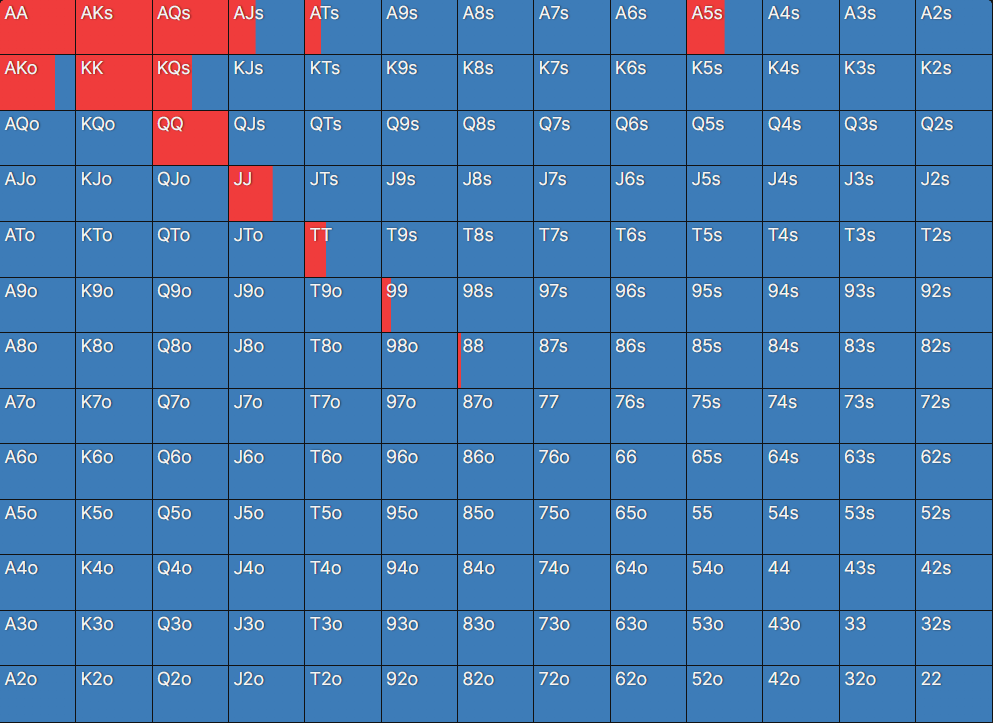 AA AKs AQs AJs ATs A9s A8s A7s A6s A5s A4s A3s A2s
AKo KK KQs KJs KTs K9s K8s K7s K6s K5s K4s K3s K2s
AQo KQo QQ QJs QTs Q9s Q8s Q7s Q6s Q5s Q4s Q3s Q2s
AJo KJo QJo JJ JTs J9s J8s J7s J6s J5s J4s J3s J2s
ATo KTo QTo JTo TT T9s T8s T7s T6s T5s T4s T3s T2s
A9o K9o Q9o J9o T9o 99 98s 97s 96s 95s 94s 93s 92s
A8o K8o Q8o J8o T8o 98o 88 87s 86s 85s 84s 83s 82s
A7o K7o Q7o J7o T7o 97o 87o 77 76s 75s 74s 73s 72s
A6o K6o Q6o J6o T6o 96o 86o 76o 66 65s 64s 63s 62s
A5o K5o Q5o J5o T5o 95o 85o 75o 65o 55 54s 53s 52s
A4o K4o Q4o J4o T4o 94o 84o 74o 64o 54o 44 43s 42s
A3o K3o Q3o J3o T3o 93o 83o 73o 63o 53o 43o 33 32s
A2o K2o Q2o J2o T2o 92o 82o 72o 62o 52o 42o 32o 22